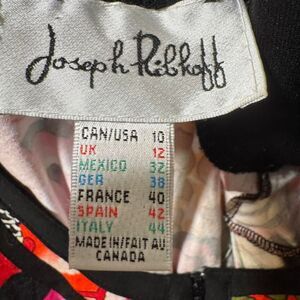 Joseph Ribkoff
CAN/USA 10
UK 12
MEXICO 32
GER 38
FRANCE 40
SPAIN 42
ITALY 44
MADE IN/FAIT AU
CANADA